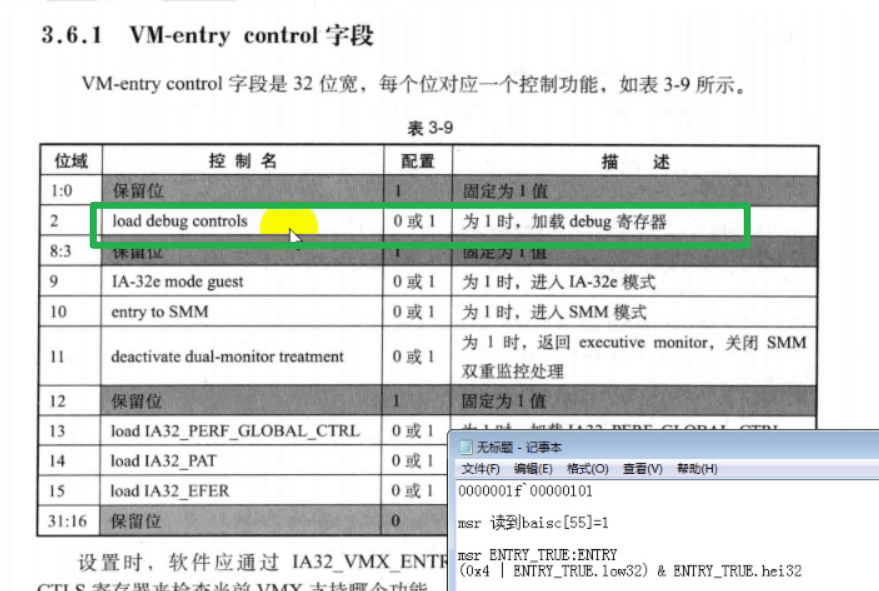 3.6.1 VM-entry control 字段
VM-entry control 字段是 32 位宽，每个位对应一个控制功能，如表 3-9 所示。
表 3-9
位域 控 制 名 配置 描 述
1:0 保留位 1 固定为 1 值
2 load debug controls 0 或 1 为 1 时，加载 debug 寄存器
8:3 保留位 1 固定为 1 值
9 IA-32e mode guest 0 或 1 为 1 时，进入 IA-32e 模式
10 entry to SMM 0 或 1 为 1 时，进入 SMM 模式
11 deactivate dual-monitor treatment 0 或 1 为 1 时，返回 executive monitor，关闭 SMM
双重监控处理
12 保留位 1 固定为 1 值
13 load IA32_PERF_GLOBAL_CTRL 0 或 1 为 1 时，加载 IA32_PERF_GLOBAL_CTRL
14 load IA32_PAT 0 或 1
15 load IA32_EFER 0 或 1
31:16 保留位 0
设置时，软件应通过 IA32_VMX_ENTR
CTLS 寄存器来检查当前 VMX 支持哪个功能
无标题 - 记事本
文件(F) 编辑(E) 格式(O) 查看(V) 帮助(H)
0000001f`00000101
msr 读到baisc[55]=1
msr ENTRY_TRUE:ENTRY
(0x4 | ENTRY_TRUE.low32) & ENTRY_TRUE.hei32